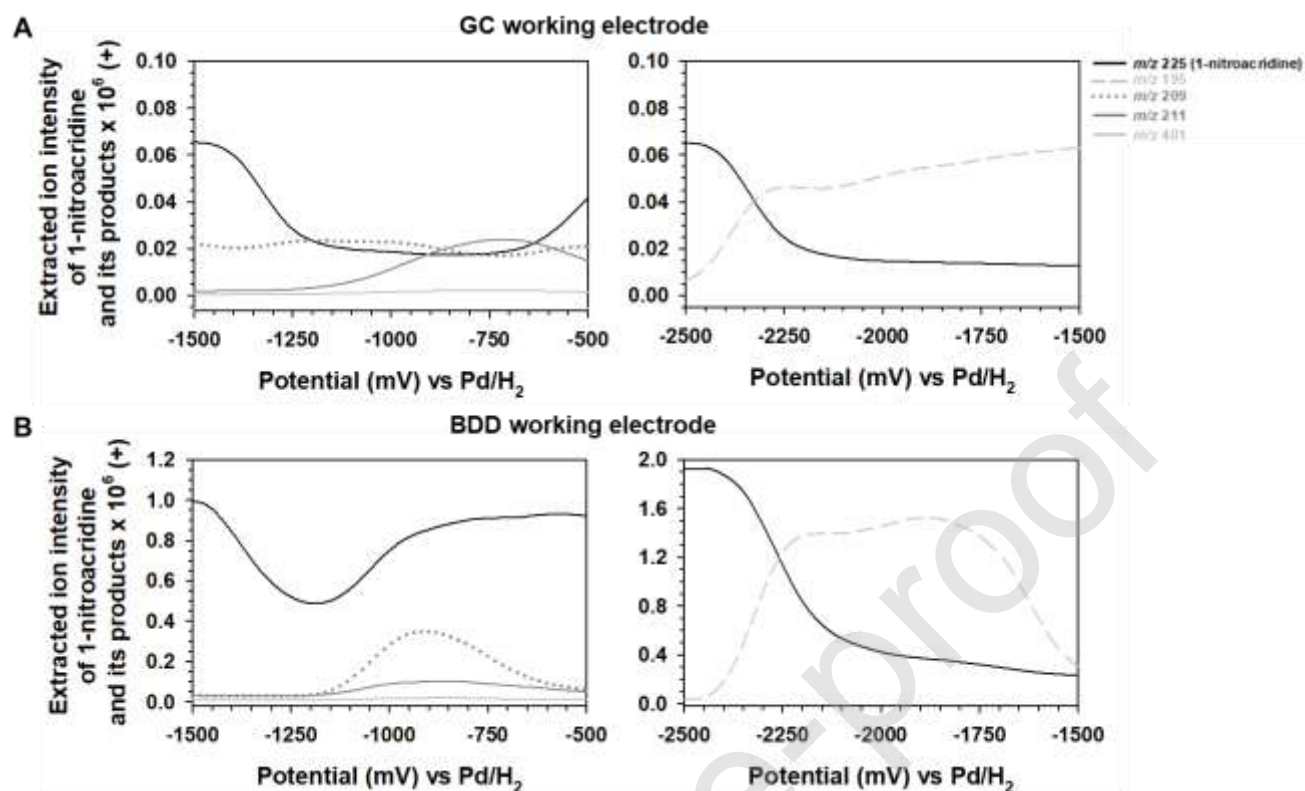 A
GC working electrode
Extracted ion intensity
of 1-nitroacridine
and its products x 10⁶ (+)
0.10
0.08
0.06
0.04
0.02
0.00
-1500 -1250 -1000 -750 -500
Potential (mV) vs Pd/H₂
0.10
0.08
0.06
0.04
0.02
0.00
-2500 -2250 -2000 -1750 -1500
Potential (mV) vs Pd/H₂
m/z 225 (1-nitroacridine)
m/z 195
m/z 209
m/z 211
m/z 401
B
BDD working electrode
Extracted ion intensity
of 1-nitroacridine
and its products x 10⁶ (+)
1.2
1.0
0.8
0.6
0.4
0.2
0.0
-1500 -1250 -1000 -750 -500
Potential (mV) vs Pd/H₂
2.0
1.6
1.2
0.8
0.4
0.0
-2500 -2250 -2000 -1750 -1500
Potential (mV) vs Pd/H₂
e-proof